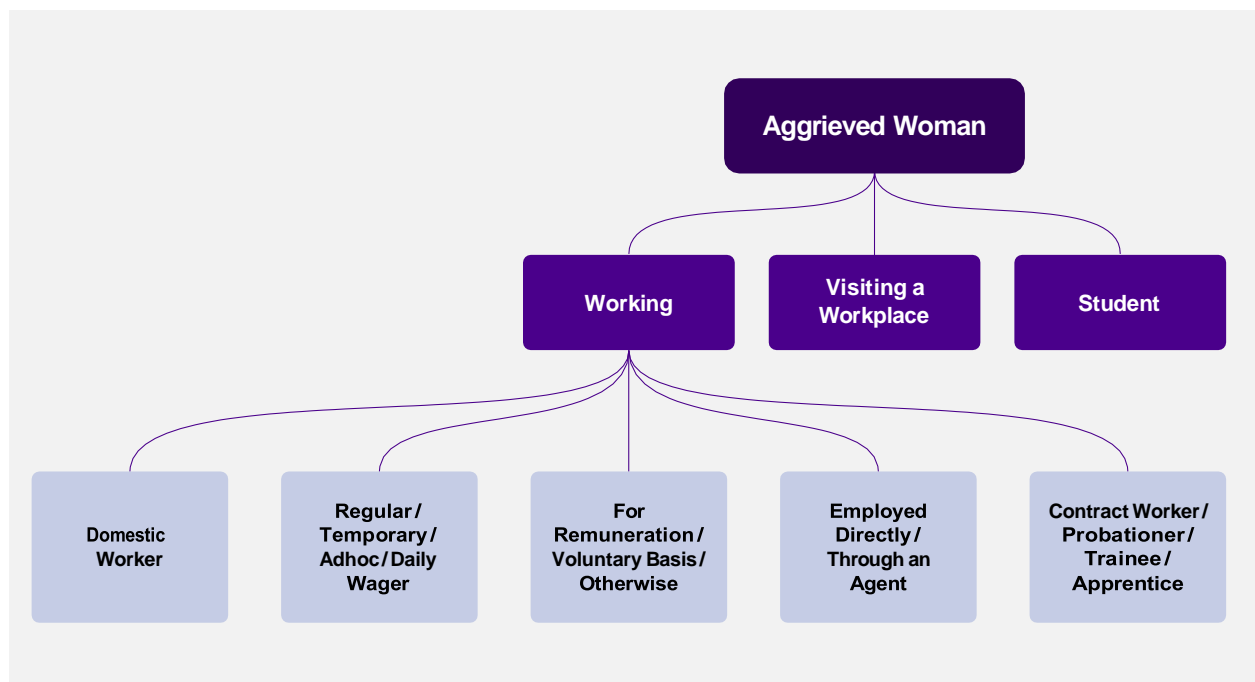 Aggrieved Woman
Working
Visiting a
Workplace
Student
Domestic
Worker
Regular /
Temporary /
Adhoc / Daily
Wager
For
Remuneration /
Voluntary Basis /
Otherwise
Employed
Directly /
Through an
Agent
Contract Worker /
Probationer /
Trainee /
Apprentice